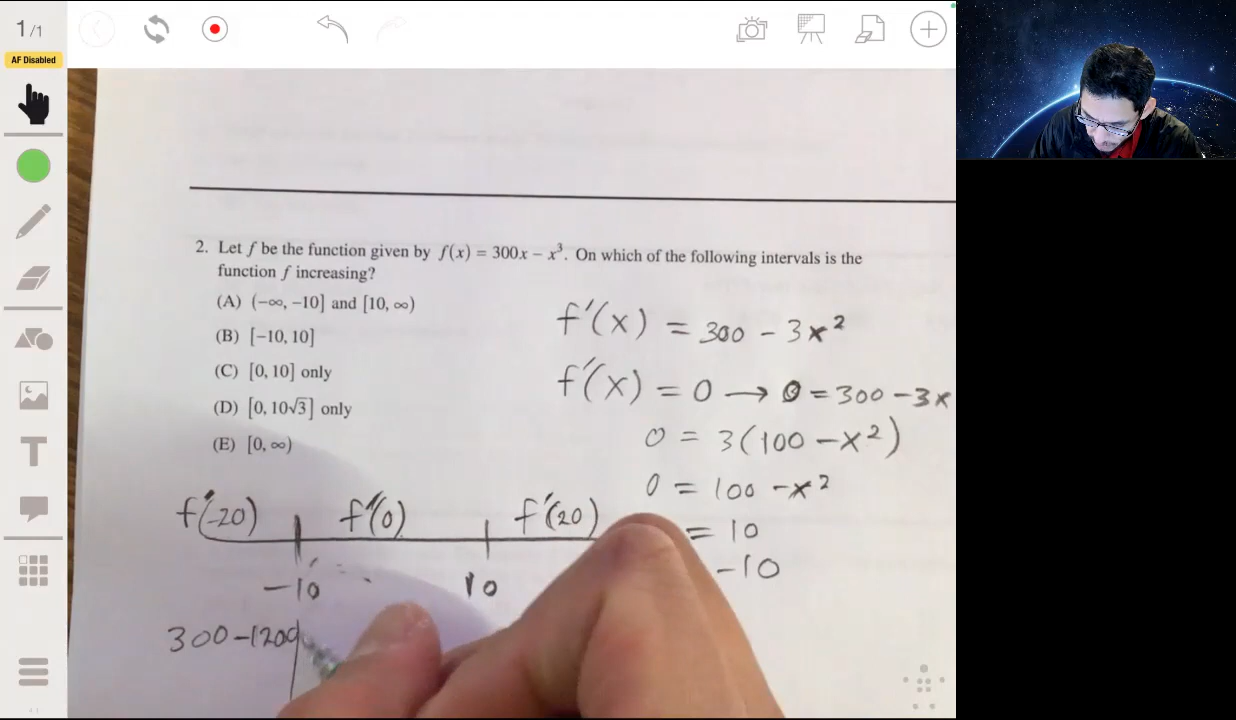 1/1
AF Disabled
2. Let f be the function given by f(x) = 300x − x³. On which of the following intervals is the
function f increasing?
(A) (−∞, −10] and [10, ∞)
(B) [−10, 10]
(C) [0, 10] only
(D) [0, 10√3] only
(E) [0, ∞)
f'(x) = 300 − 3x²
f'(x) = 0 → 0 = 300 − 3x
0 = 3(100 − x²)
0 = 100 − x²
= 10
−10
f'(-20) f'(0) f'(20)
−10 10
300−1200
T